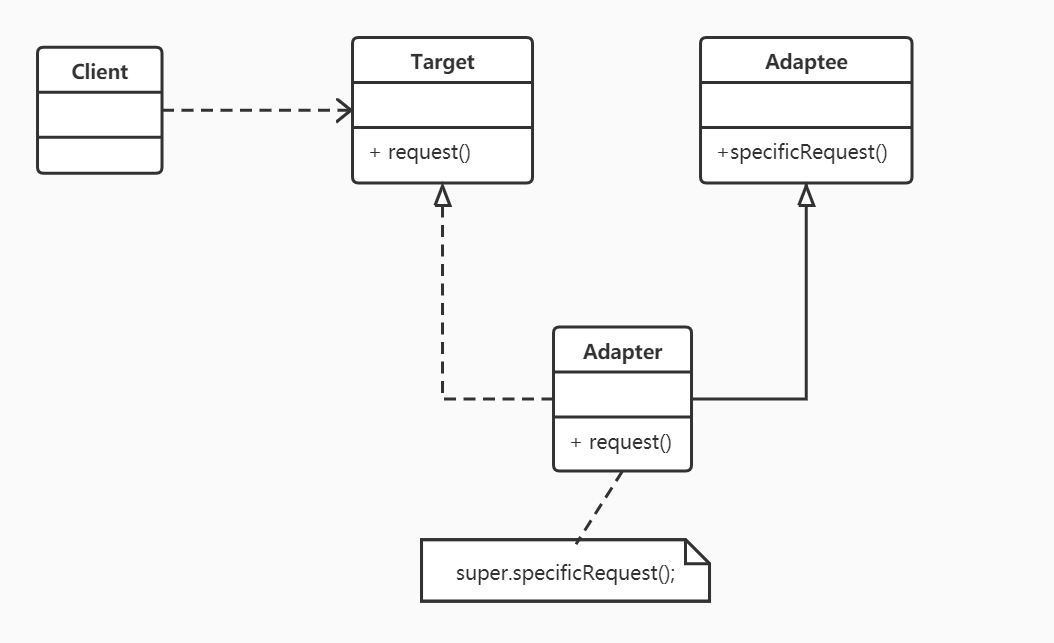 Client
Target
+ request()
Adaptee
+specificRequest()
Adapter
+ request()
super.specificRequest();